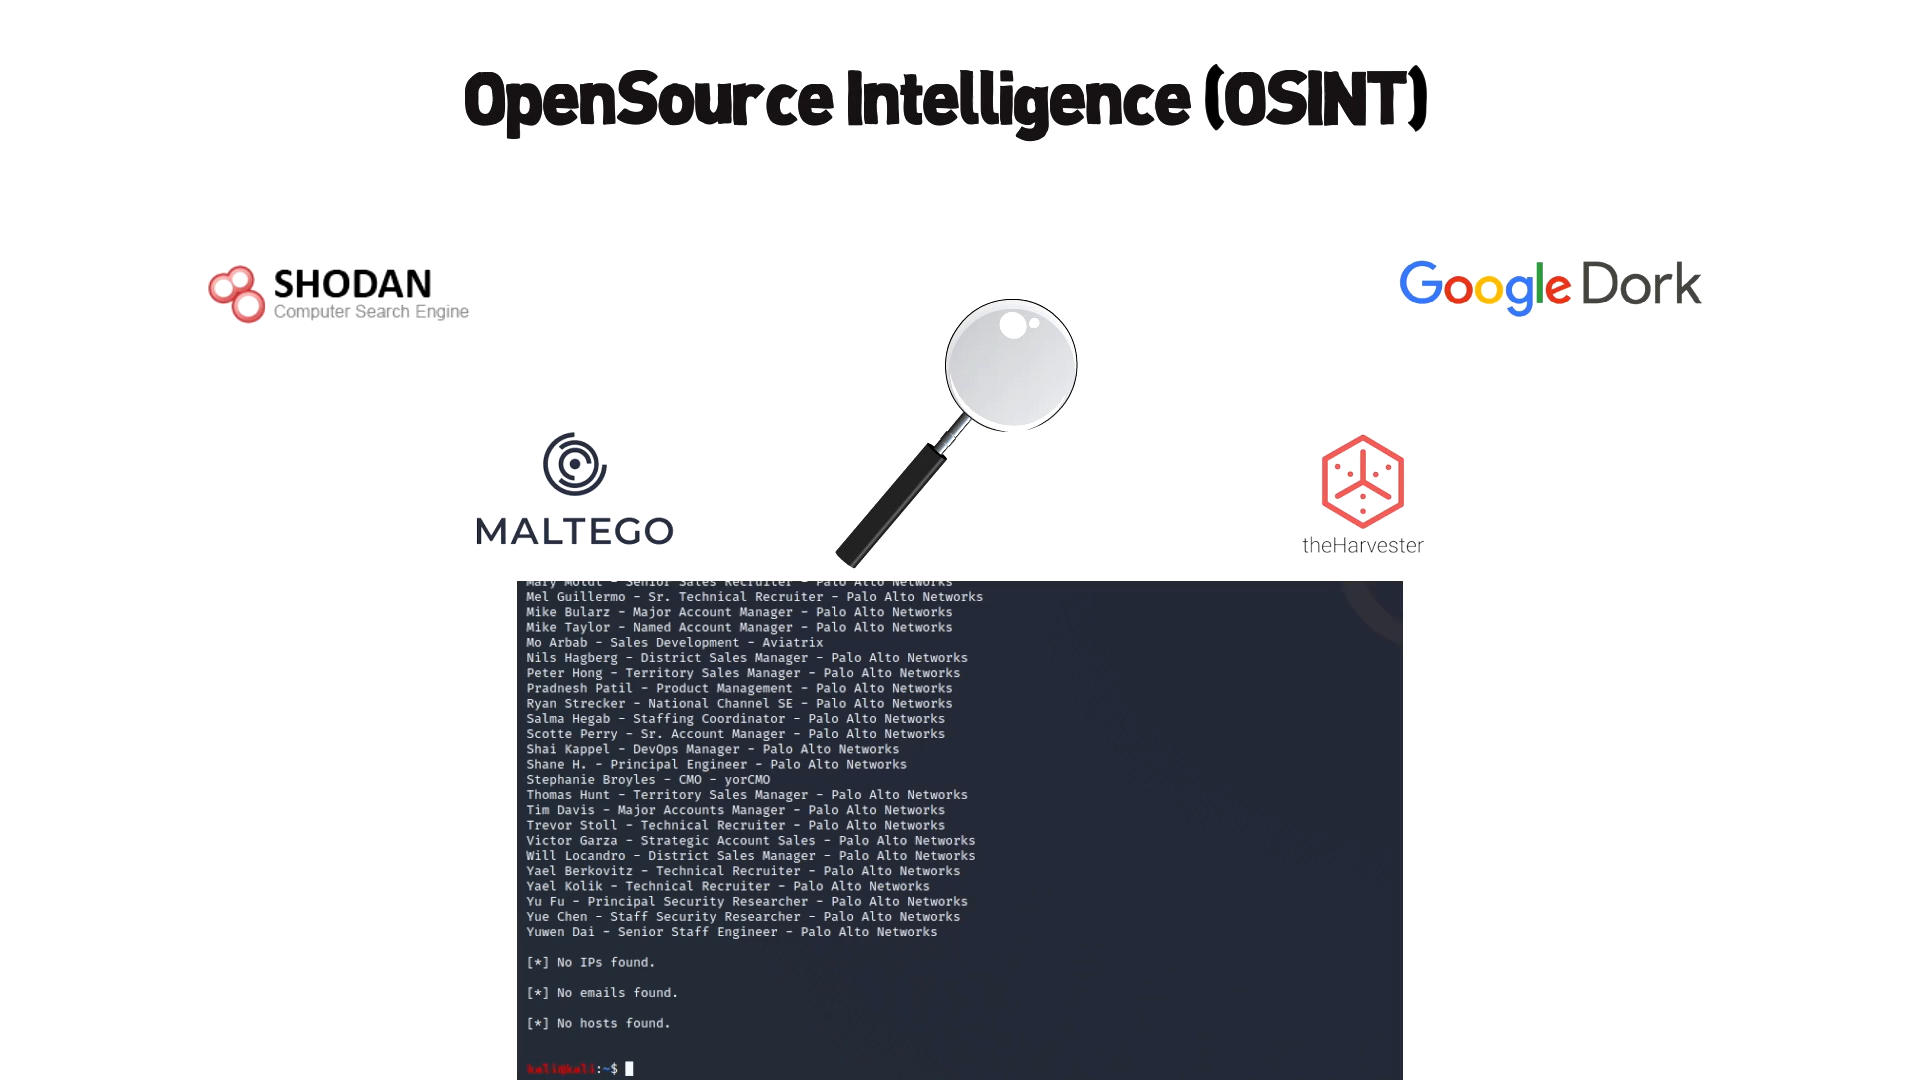 OpenSource Intelligence (OSINT)
SHODAN
Computer Search Engine
Google Dork
MALTEGO
theHarvester
Mary Moldt - Senior Sales Recruiter - Palo Alto Networks
Mel Guillermo - Sr. Technical Recruiter - Palo Alto Networks
Mike Bularz - Major Account Manager - Palo Alto Networks
Mike Taylor - Named Account Manager - Palo Alto Networks
Mo Arbab - Sales Development - Aviatrix
Nils Hagberg - District Sales Manager - Palo Alto Networks
Peter Hong - Territory Sales Manager - Palo Alto Networks
Pradnesh Patil - Product Management - Palo Alto Networks
Ryan Strecker - National Channel SE - Palo Alto Networks
Salma Hegab - Staffing Coordinator - Palo Alto Networks
Scotte Perry - Sr. Account Manager - Palo Alto Networks
Shai Kappel - DevOps Manager - Palo Alto Networks
Shane H. - Principal Engineer - Palo Alto Networks
Stephanie Broyles - CMO - yorCMO
Thomas Hunt - Territory Sales Manager - Palo Alto Networks
Tim Davis - Major Accounts Manager - Palo Alto Networks
Trevor Stoll - Technical Recruiter - Palo Alto Networks
Victor Garza - Strategic Account Sales - Palo Alto Networks
Will Locandro - District Sales Manager - Palo Alto Networks
Yael Berkovitz - Technical Recruiter - Palo Alto Networks
Yael Kolik - Technical Recruiter - Palo Alto Networks
Yu Fu - Principal Security Researcher - Palo Alto Networks
Yue Chen - Staff Security Researcher - Palo Alto Networks
Yuwen Dai - Senior Staff Engineer - Palo Alto Networks
[*] No IPs found.
[*] No emails found.
[*] No hosts found.
kali@kali:~$